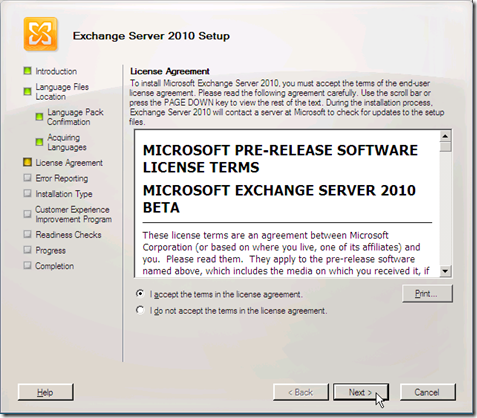 Exchange Server 2010 Setup
Introduction
Language Files
Location
Language Pack
Confirmation
Acquiring
Languages
License Agreement
Error Reporting
Installation Type
Customer Experience
Improvement Program
Readiness Checks
Progress
Completion
License Agreement
To install Microsoft Exchange Server 2010, you must accept the terms of the end-user
license agreement. Please read the following agreement carefully. Use the scroll bar or
press the PAGE DOWN key to view the rest of the text. During the installation process,
Exchange Server 2010 will contact a server at Microsoft to check for updates to the setup
files.
MICROSOFT PRE-RELEASE SOFTWARE
LICENSE TERMS
MICROSOFT EXCHANGE SERVER 2010
BETA
These license terms are an agreement between Microsoft
Corporation (or based on where you live, one of its affiliates) and
you. Please read them. They apply to the pre-release software
named above, which includes the media on which you received it, if
I accept the terms in the license agreement.
Print...
I do not accept the terms in the license agreement.
Help
< Back
Next >
Cancel